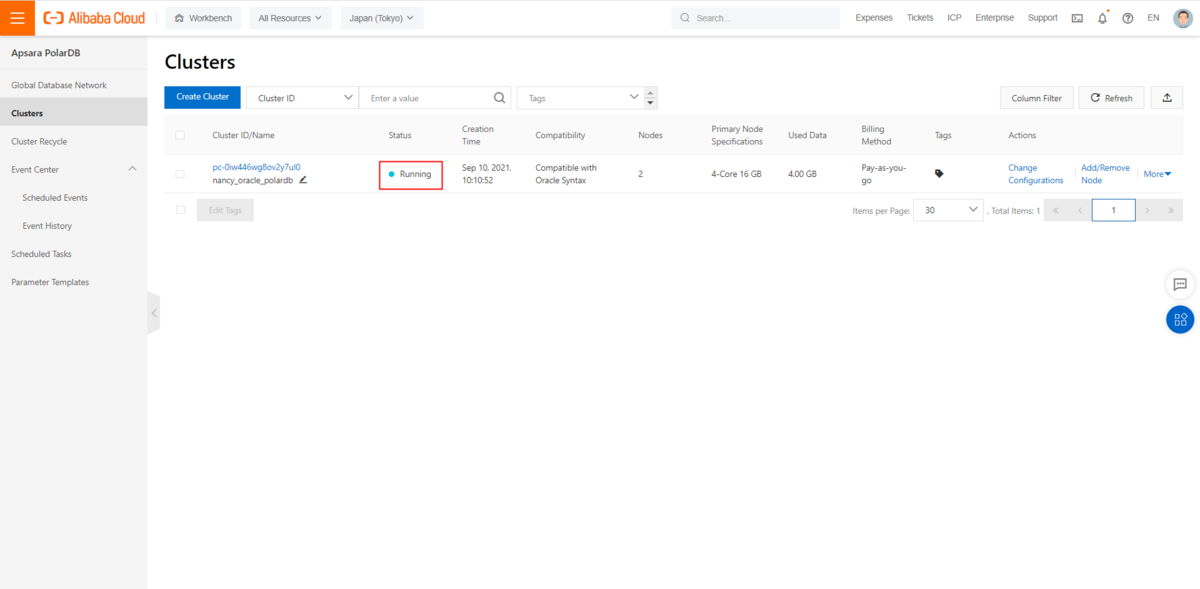 Alibaba Cloud
Workbench
All Resources
Japan (Tokyo)
Search...
Expenses
Tickets
ICP
Enterprise
Support
EN
Apsara PolarDB
Global Database Network
Clusters
Cluster Recycle
Event Center
Scheduled Events
Event History
Scheduled Tasks
Parameter Templates
Clusters
Create Cluster
Cluster ID
Enter a value
Tags
Column Filter
Refresh
Cluster ID/Name
Status
Creation
Time
Compatibility
Nodes
Primary Node
Specifications
Used Data
Billing
Method
Tags
Actions
pc-0iw446wg8ov2y7ul0
nancy_oracle_polardb
Running
Sep 10, 2021,
10:10:52
Compatible with
Oracle Syntax
2
4-Core 16 GB
4.00 GB
Pay-as-you-
go
Change
Configurations
Add/Remove
Node
More
Edit Tags
Items per Page:
30
, Total Items: 1
1